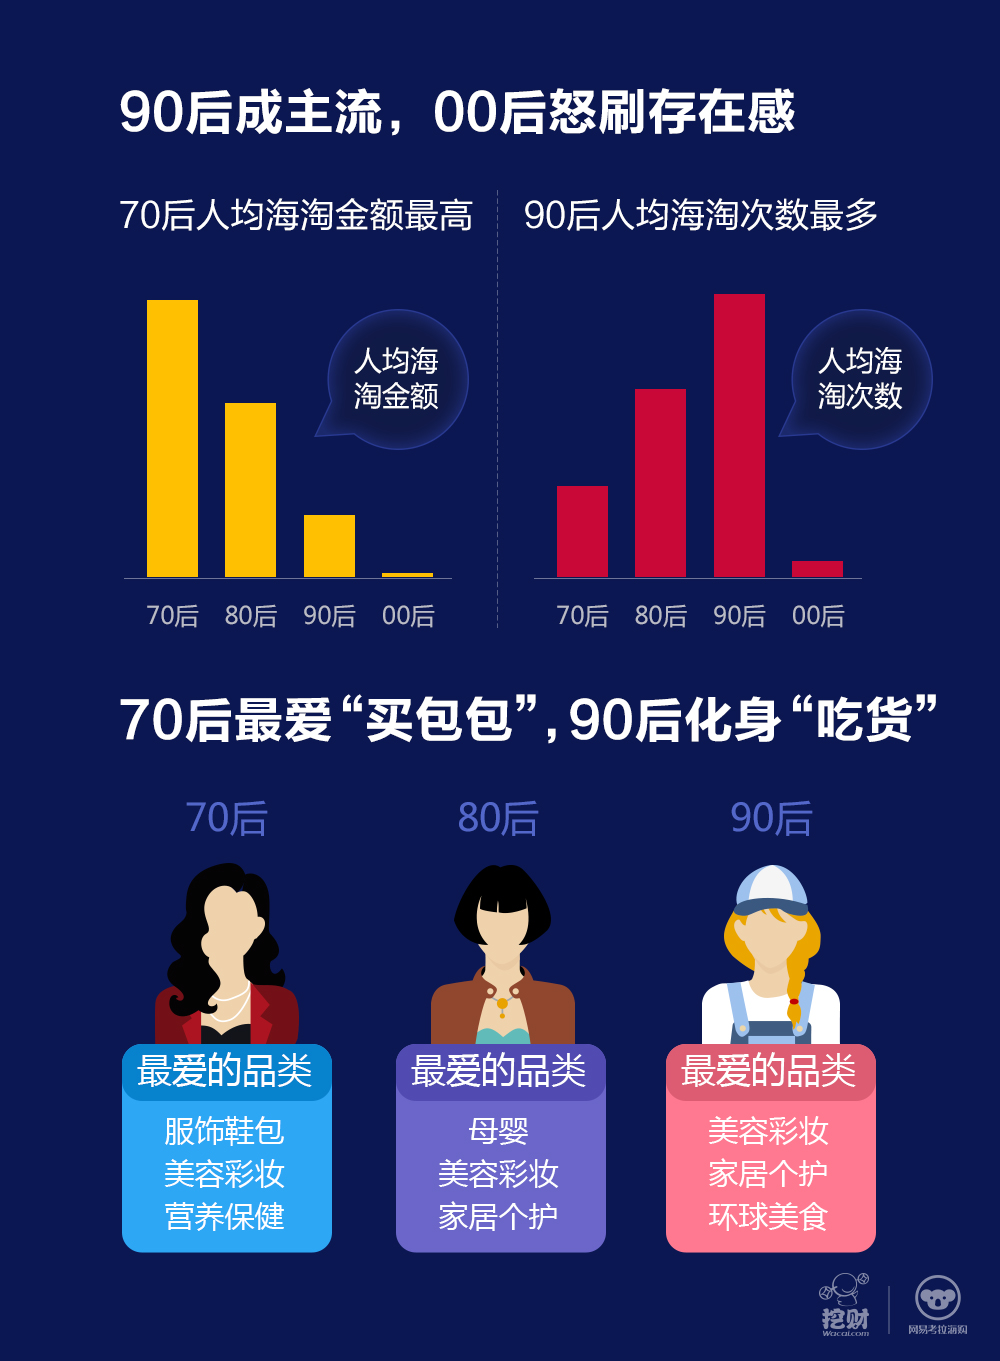 90后成主流，00后怒刷存在感
70后人均海淘金额最高
90后人均海淘次数最多
人均海
淘金额
70后 80后 90后 00后
人均海
淘次数
70后 80后 90后 00后
70后最爱“买包包”,90后化身“吃货”
70后
最爱的品类
服饰鞋包
美容彩妆
营养保健
80后
最爱的品类
母婴
美容彩妆
家居个护
90后
最爱的品类
美容彩妆
家居个护
环球美食
挖财
Wacai.com
网易考拉海购